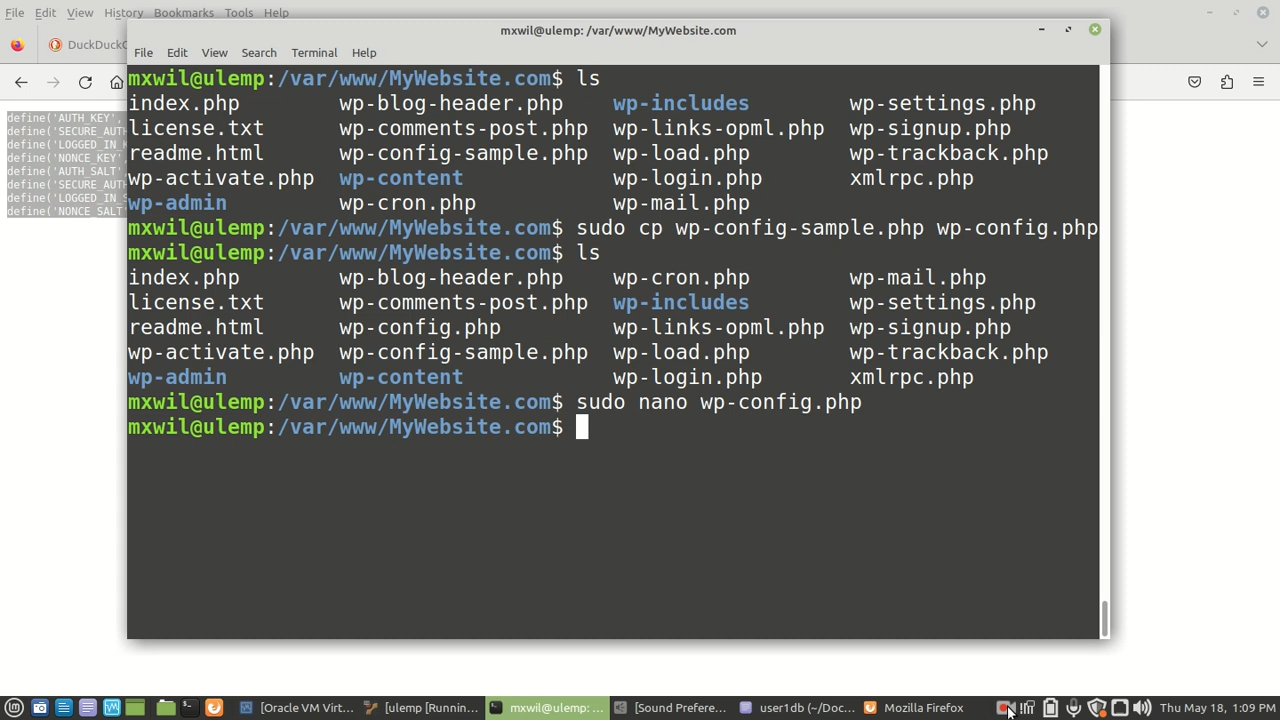 File Edit View History Bookmarks Tools Help
mxwil@ulemp: /var/www/MyWebsite.com
DuckDuckG
File Edit View Search Terminal Help
mxwil@ulemp:/var/www/MyWebsite.com$ ls
index.php wp-blog-header.php wp-includes wp-settings.php
license.txt wp-comments-post.php wp-links-opml.php wp-signup.php
readme.html wp-config-sample.php wp-load.php wp-trackback.php
wp-activate.php wp-content wp-login.php xmlrpc.php
wp-admin wp-cron.php wp-mail.php
mxwil@ulemp:/var/www/MyWebsite.com$ sudo cp wp-config-sample.php wp-config.php
mxwil@ulemp:/var/www/MyWebsite.com$ ls
index.php wp-blog-header.php wp-cron.php wp-mail.php
license.txt wp-comments-post.php wp-includes wp-settings.php
readme.html wp-config.php wp-links-opml.php wp-signup.php
wp-activate.php wp-config-sample.php wp-load.php wp-trackback.php
wp-admin wp-content wp-login.php xmlrpc.php
mxwil@ulemp:/var/www/MyWebsite.com$ sudo nano wp-config.php
mxwil@ulemp:/var/www/MyWebsite.com$
define('AUTH_KEY',
define('SECURE_AUTH
define('LOGGED_IN_K
define('NONCE_KEY',
define('AUTH_SALT'
define('SECURE_AUTH
define('LOGGED_IN_S
define('NONCE_SALT'
[Oracle VM Virt... [ulemp [Runnin... mxwil@ulemp: ... [Sound Prefere... user1db (~/Doc... Mozilla Firefox Thu May 18, 1:09 PM